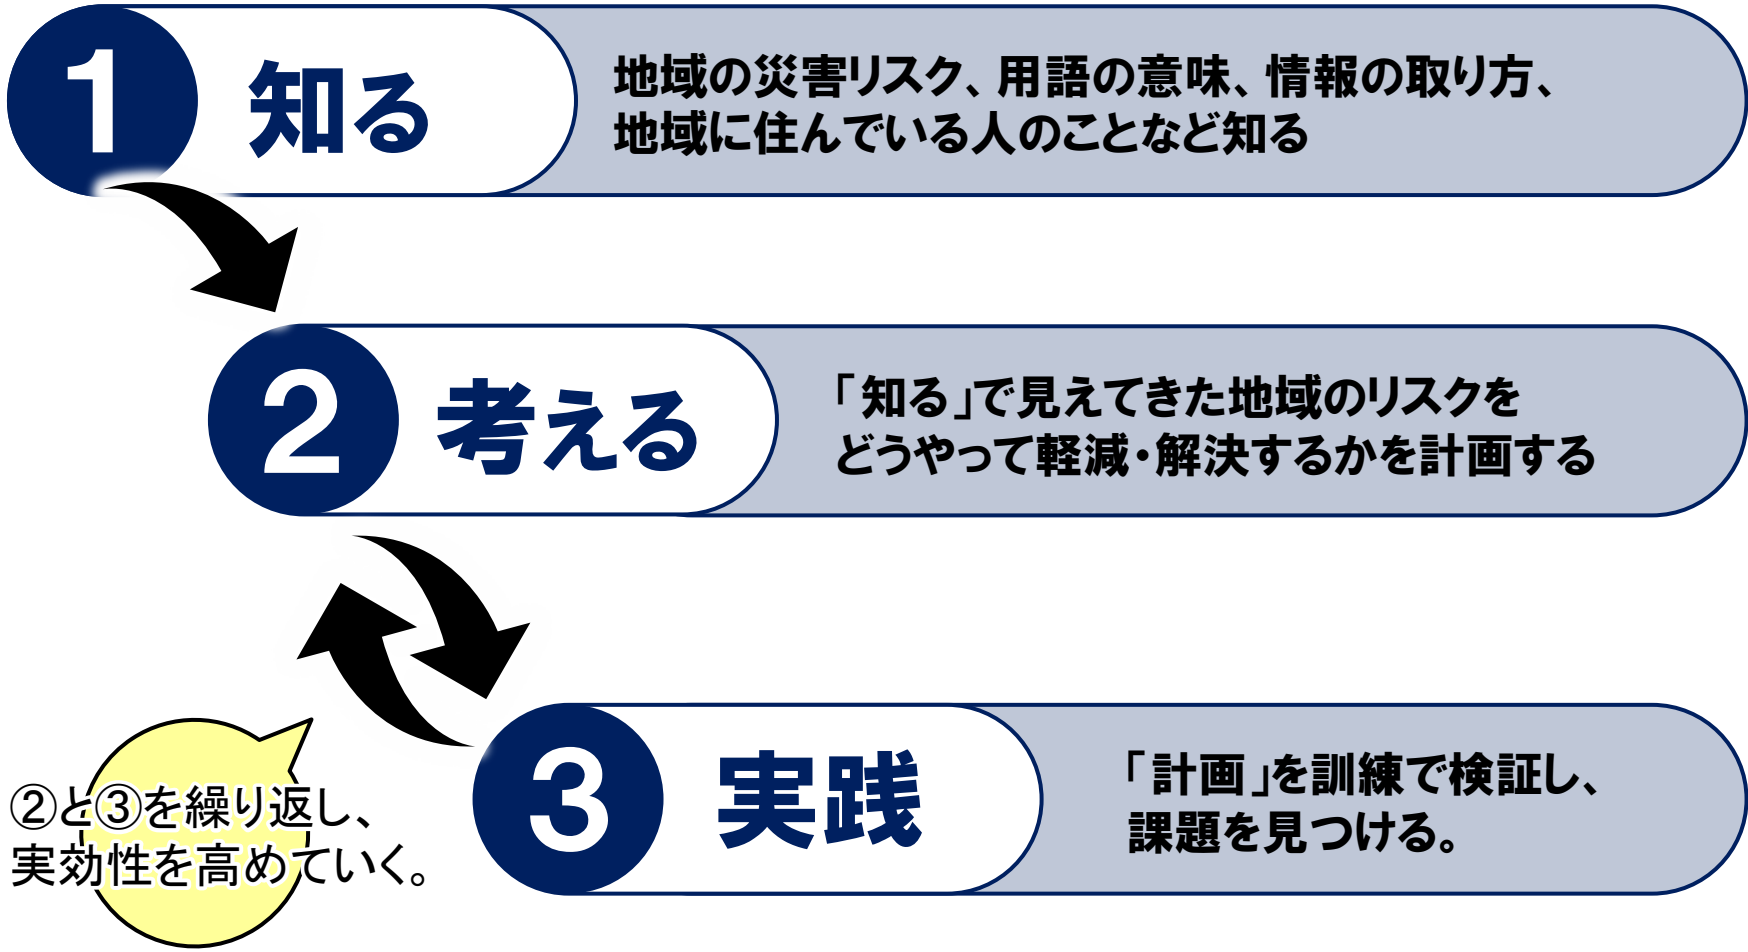 1 知る
地域の災害リスク、用語の意味、情報の取り方、
地域に住んでいる人のことなど知る
2 考える
「知る」で見えてきた地域のリスクを
どうやって軽減・解決するかを計画する
3 実践
「計画」を訓練で検証し、
課題を見つける。
②と③を繰り返し、
実効性を高めていく。